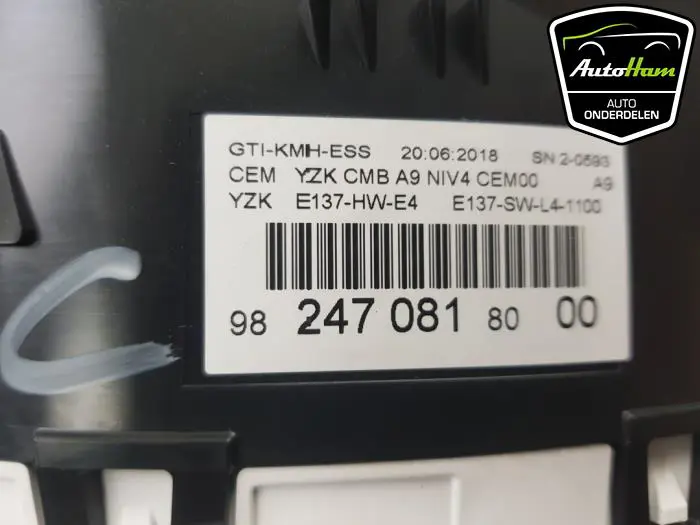 AutoHam
AUTO
ONDERDELEN
GTI-KMH-ESS 20:06:2018 SN 2-0593
CEM YZK CMB A9 NIV4 CEM00 A9
YZK E137-HW-E4 E137-SW-L4-1100
98 247 081 80 00
C